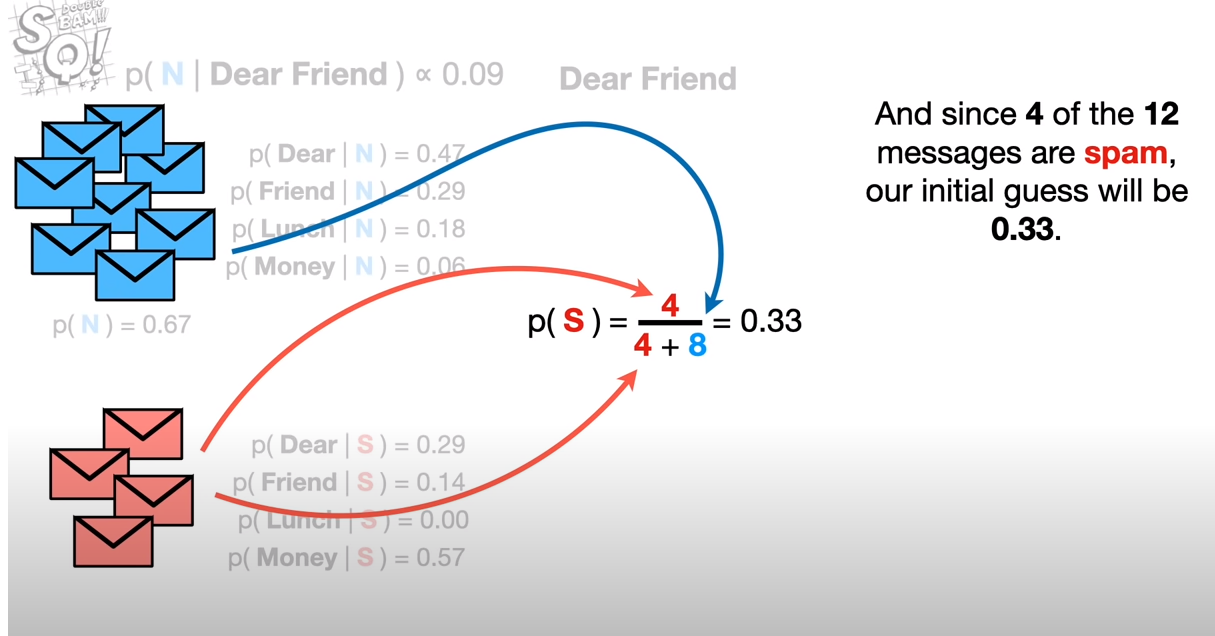 DOUBLE
BAM!!!
SQ!
p( N | Dear Friend ) ∝ 0.09
Dear Friend
And since 4 of the 12
messages are spam,
our initial guess will be
0.33.
p( Dear | N ) = 0.47
p( Friend | N ) = 0.29
p( Lunch | N ) = 0.18
p( Money | N ) = 0.06
p( N ) = 0.67
p( S ) = 4 / 4 + 8 = 0.33
p( Dear | S ) = 0.29
p( Friend | S ) = 0.14
p( Lunch | S ) = 0.00
p( Money | S ) = 0.57